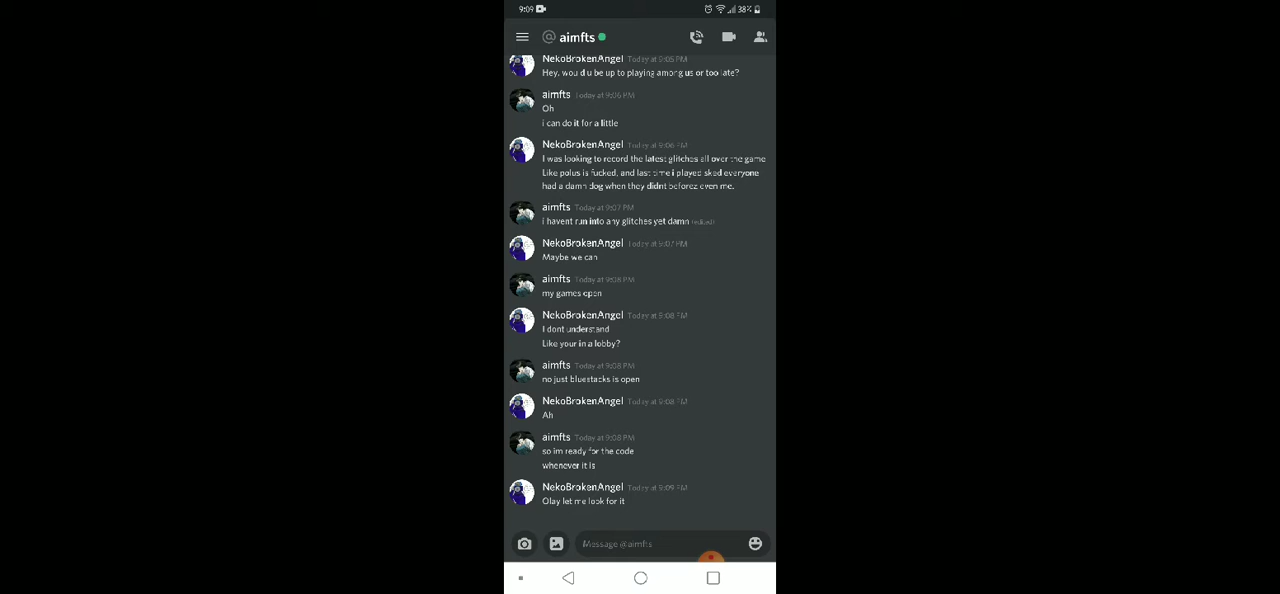 9:09
38%
@ aimfts
NekoBrokenAngel Today at 9:05 PM
Hey, woud u be up to playing among us or too late?
aimfts Today at 9:06 PM
Oh
i can do it for a little
NekoBrokenAngel Today at 9:06 PM
I was looking to record the latest glitches all over the game
Like polus is fucked, and last time i played sked everyone
had a damn dog when they didnt beforez even me.
aimfts Today at 9:07 PM
i havent run into any glitches yet damn (edited)
NekoBrokenAngel Today at 9:07 PM
Maybe we can
aimfts Today at 9:08 PM
my games open
NekoBrokenAngel Today at 9:08 PM
I dont understand
Like your in a lobby?
aimfts Today at 9:08 PM
no just bluestacks is open
NekoBrokenAngel Today at 9:08 PM
Ah
aimfts Today at 9:08 PM
so im ready for the code
whenever it is
NekoBrokenAngel Today at 9:09 PM
Olay let me look for it
Message @aimfts